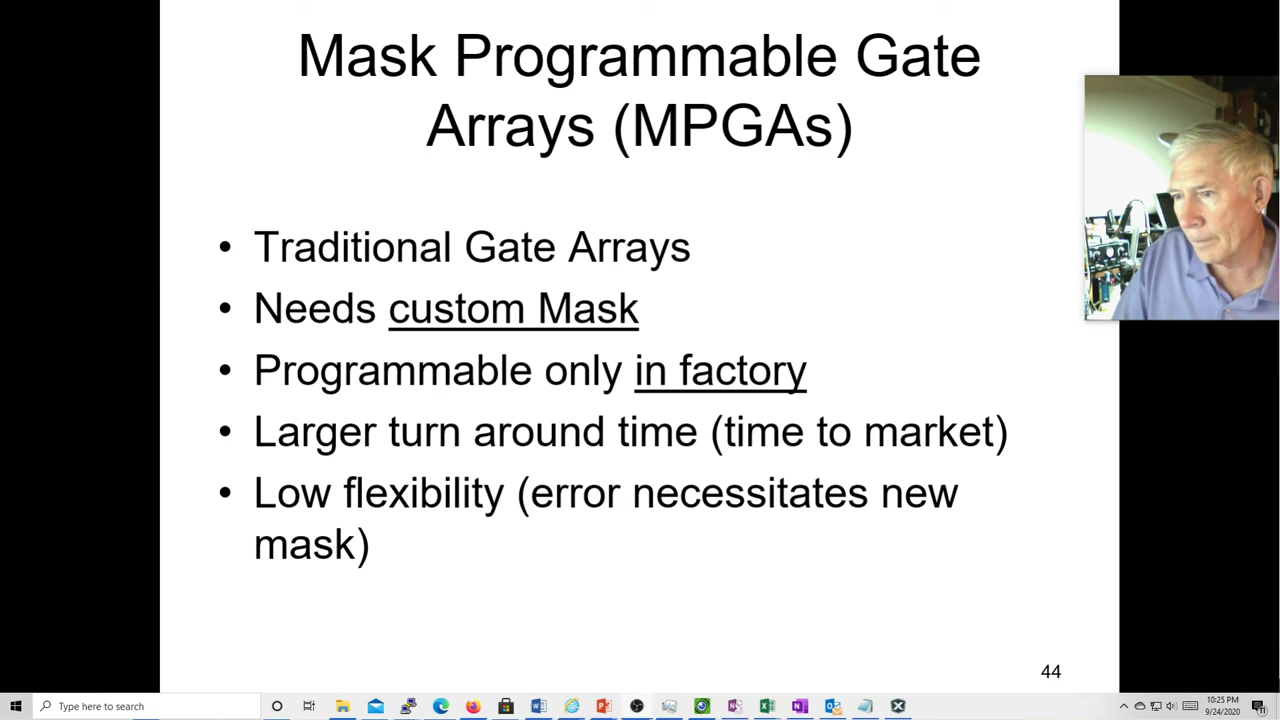 Mask Programmable Gate
Arrays (MPGAs)
• Traditional Gate Arrays
• Needs custom Mask
• Programmable only in factory
• Larger turn around time (time to market)
• Low flexibility (error necessitates new
mask)
44
Type here to search
10:25 PM
9/24/2020